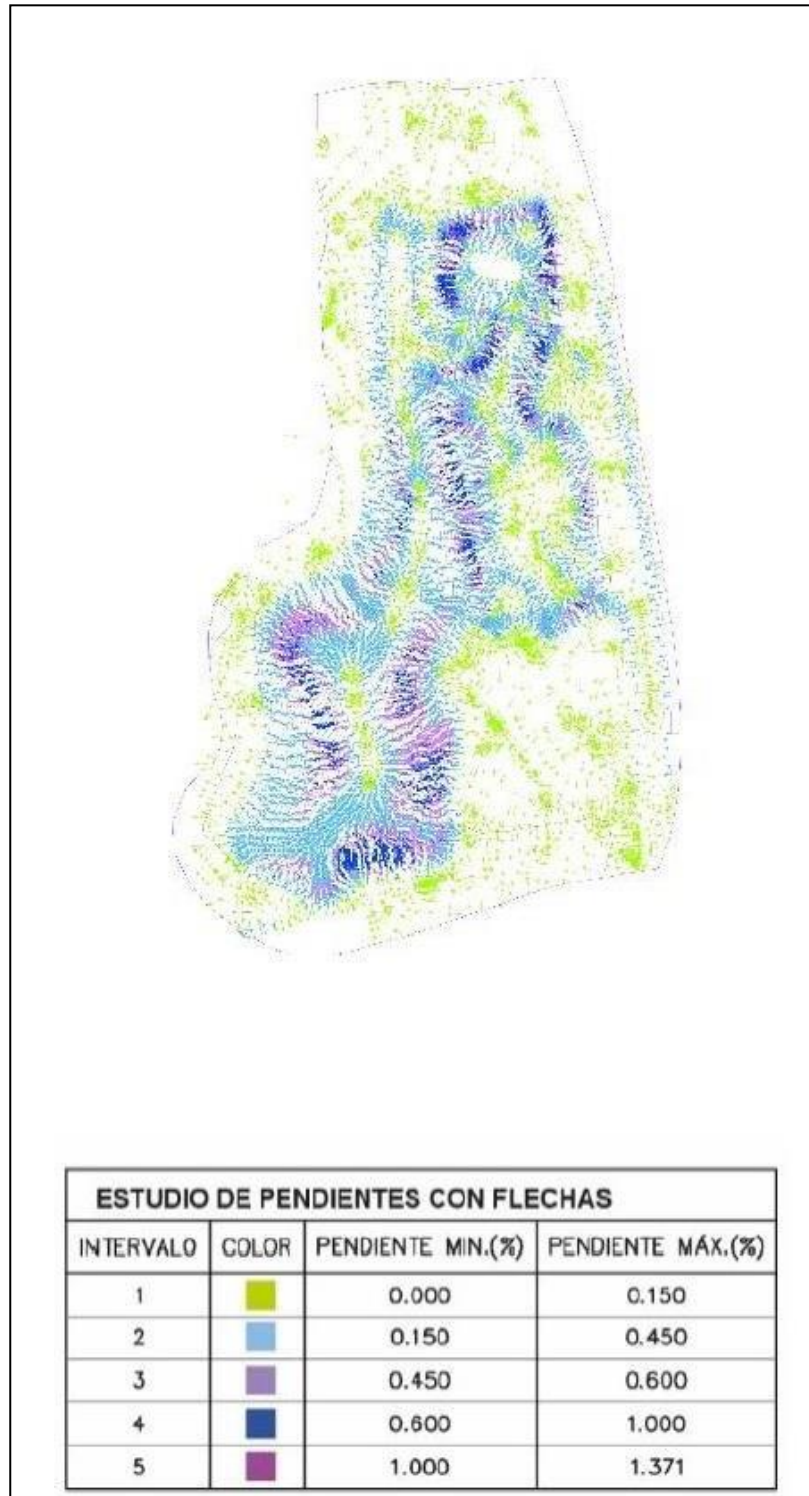 ESTUDIO DE PENDIENTES CON FLECHAS
INTERVALO COLOR PENDIENTE MIN.(%) PENDIENTE MÁX.(%)
1 0.000 0.150
2 0.150 0.450
3 0.450 0.600
4 0.600 1.000
5 1.000 1.371